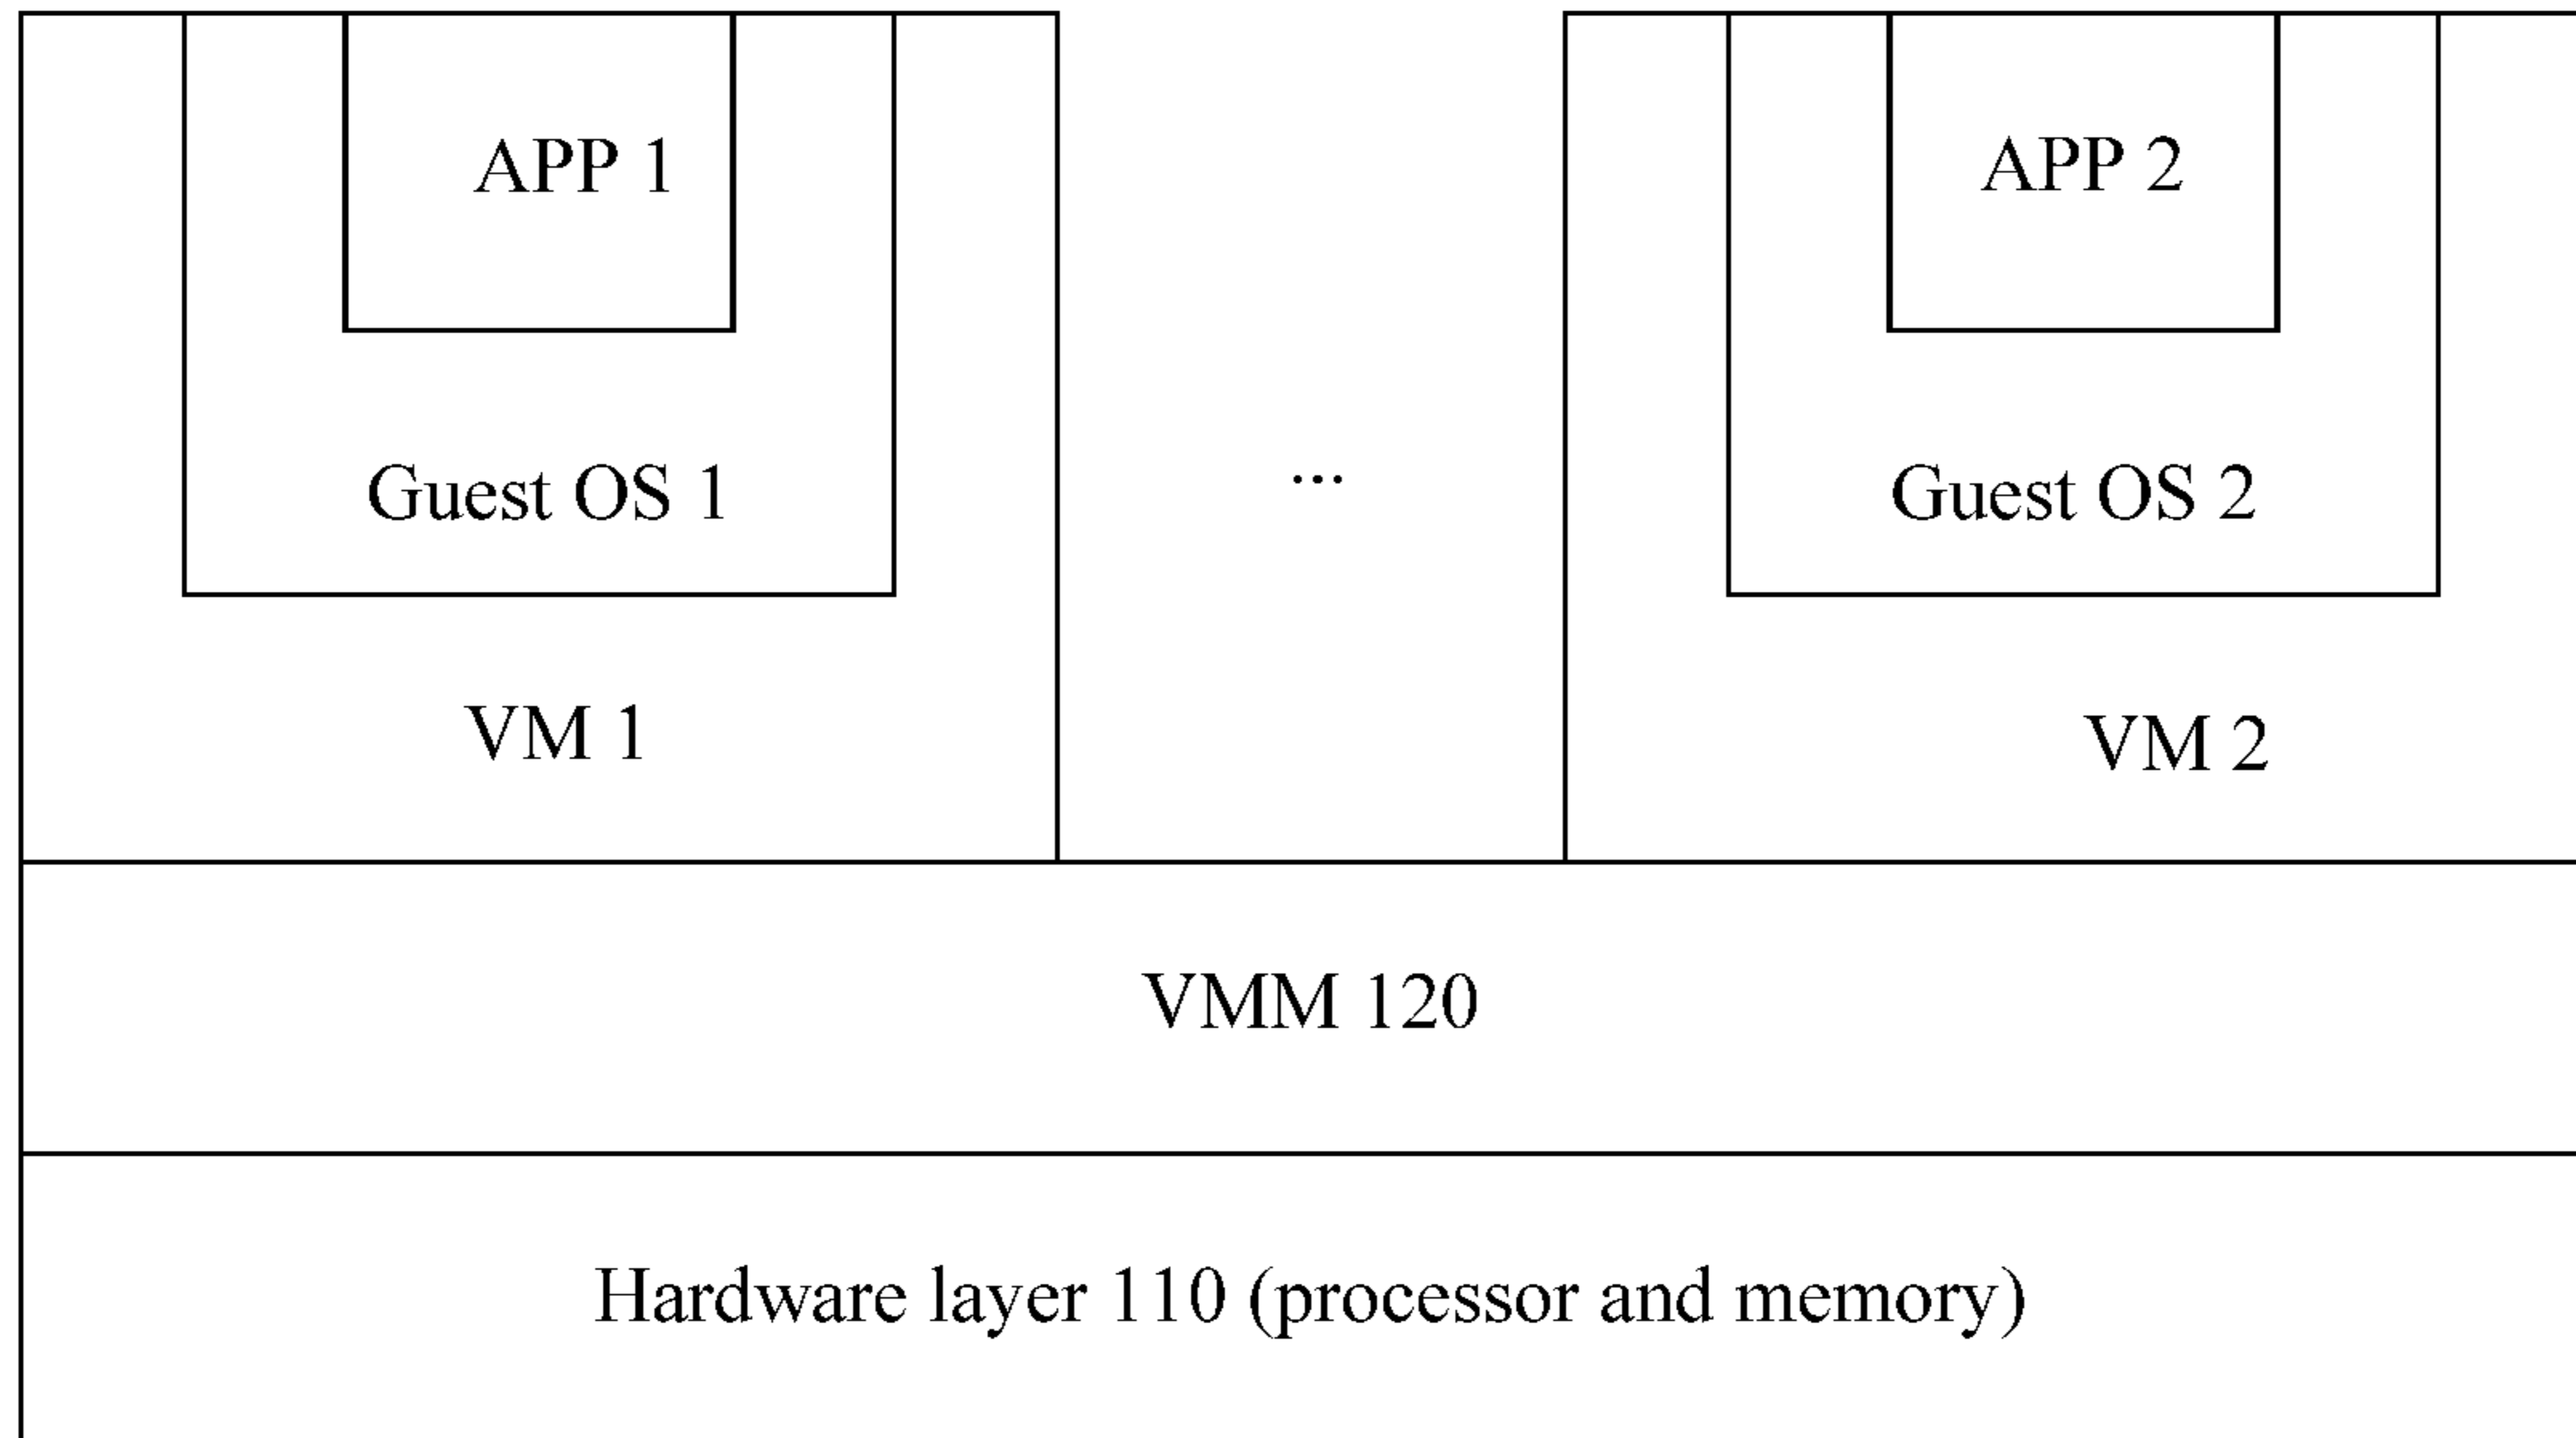 APP 1
APP 2
Guest OS 1
...
Guest OS 2
VM 1
VM 2
VMM 120
Hardware layer 110 (processor and memory)